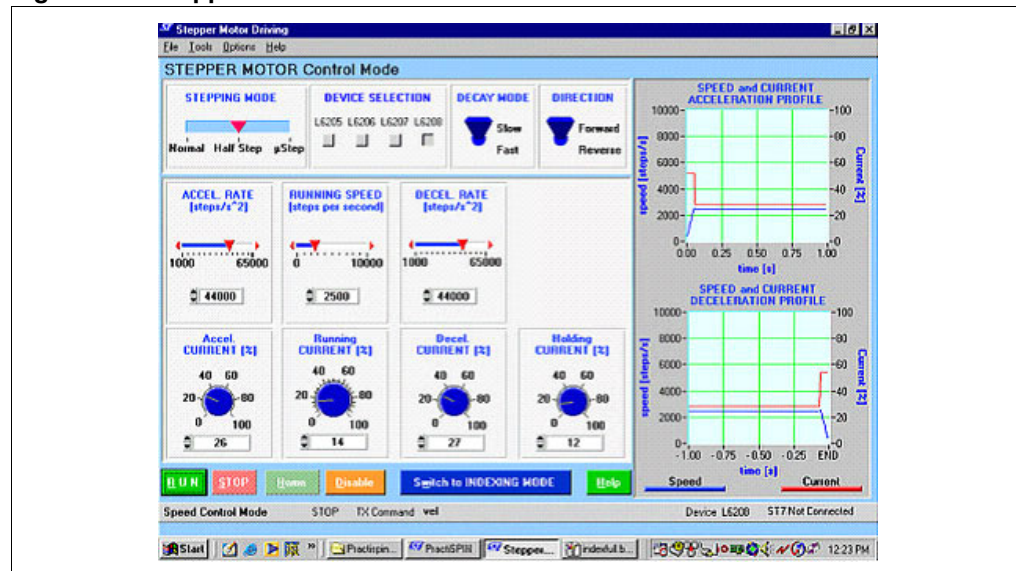 Stepper Motor Driving
File Tools Options Help
STEPPER MOTOR Control Mode
STEPPING MODE
Normal Half Step µStep
DEVICE SELECTION
L6205 L6206 L6207 L6208
DECAY MODE
Slow
Fast
DIRECTION
Forward
Reverse
ACCEL. RATE
[steps/s^2]
1000 65000
44000
RUNNING SPEED
[steps per second]
0 10000
2500
DECEL. RATE
[steps/s^2]
1000 65000
44000
Accel.
CURRENT [%]
40 60
20 80
0 100
26
Running
CURRENT [%]
40 60
20 80
0 100
14
Decel.
CURRENT [%]
40 60
20 80
0 100
27
Holding
CURRENT [%]
40 60
20 80
0 100
12
SPEED and CURRENT
ACCELERATION PROFILE
speed [steps/s]
10000
8000
6000
4000
2000
0
100
80
60
40
20
0
Current [%]
0.00 0.25 0.50 0.75 1.00
time [s]
SPEED and CURRENT
DECELERATION PROFILE
speed [steps/s]
10000
8000
6000
4000
2000
0
100
80
60
40
20
0
Current [%]
-1.00 -0.75 -0.50 -0.25 END
time [s]
Speed Current
RUN STOP Home Disable Switch to INDEXING MODE Help
Speed Control Mode STOP TX Command vel Device L6208 ST7 Not Connected
Start » Practispin... PractiSPIN Steppe... indexful.b... 12:23 PM